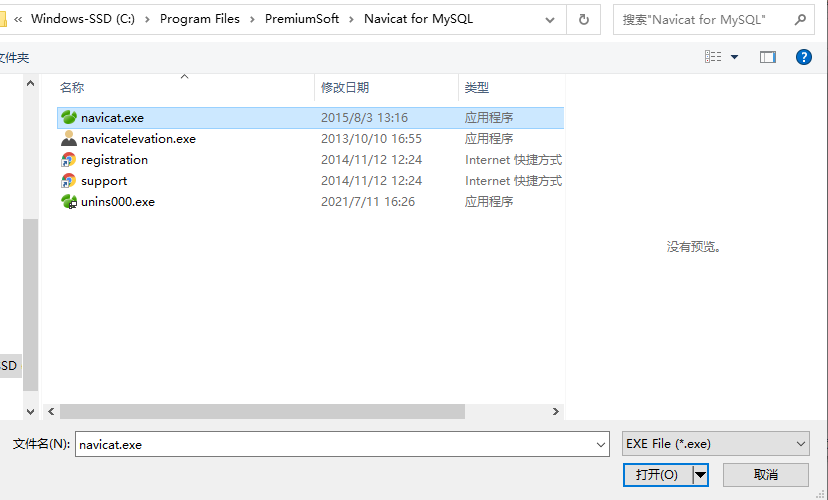 « Windows-SSD (C:) › Program Files › PremiumSoft › Navicat for MySQL
搜索"Navicat for MySQL"
文件夹
名称 修改日期 类型
navicat.exe 2015/8/3 13:16 应用程序
navicatelevation.exe 2013/10/10 16:55 应用程序
registration 2014/11/12 12:24 Internet 快捷方式
support 2014/11/12 12:24 Internet 快捷方式
unins000.exe 2021/7/11 16:26 应用程序
没有预览。
SSD
文件名(N): navicat.exe
EXE File (*.exe)
打开(O) 取消